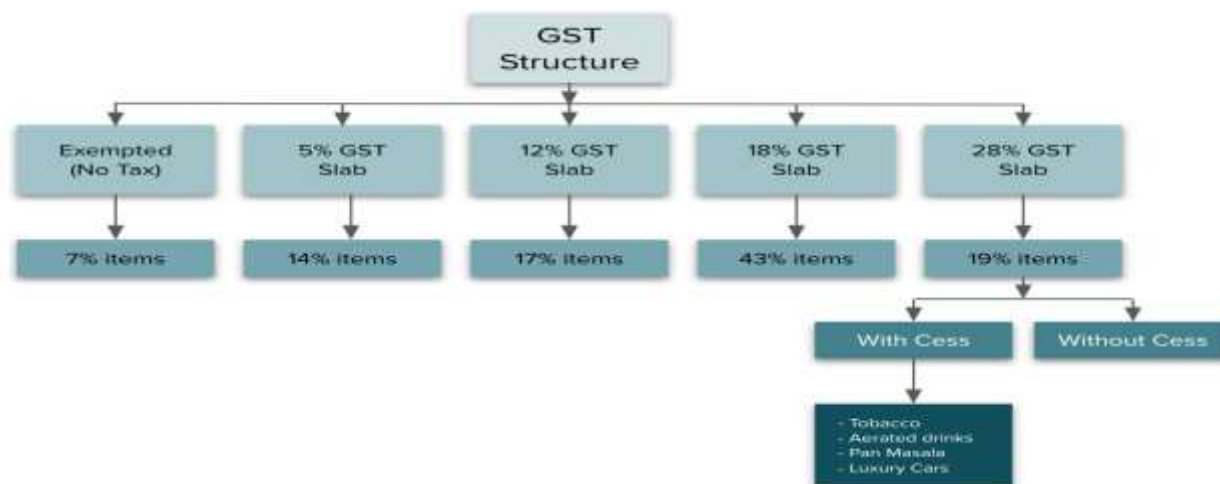 GST
Structure
Exempted
(No Tax)
5% GST
Slab
12% GST
Slab
18% GST
Slab
28% GST
Slab
7% items
14% items
17% items
43% items
19% items
With Cess
Without Cess
- Tobacco
- Aerated drinks
- Pan Masala
- Luxury Cars